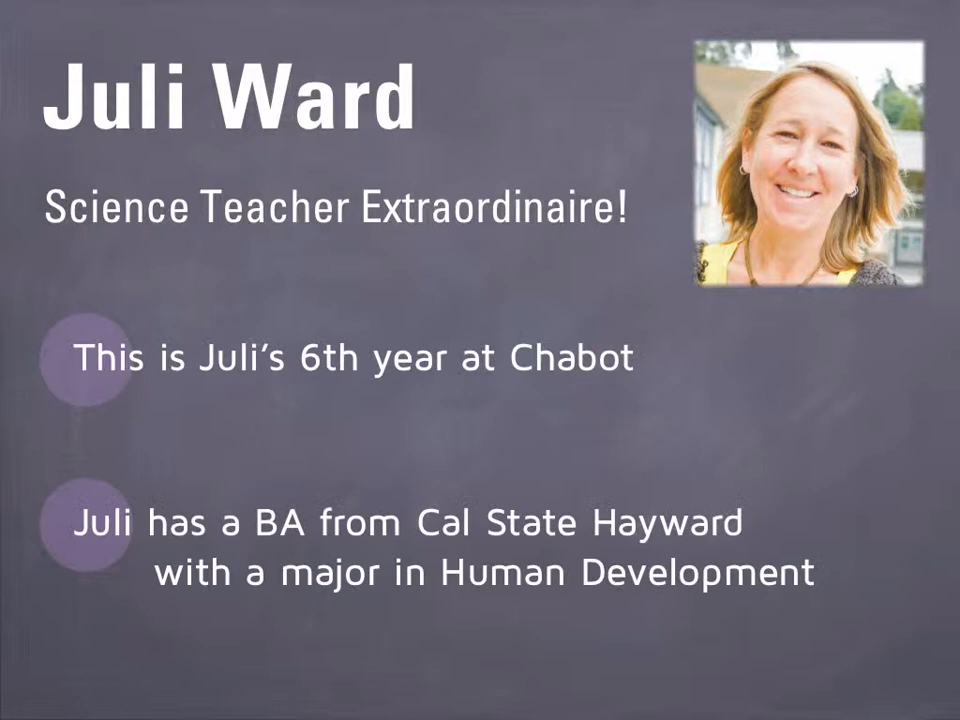 Juli Ward
Science Teacher Extraordinaire!
This is Juli's 6th year at Chabot
Juli has a BA from Cal State Hayward
with a major in Human Development